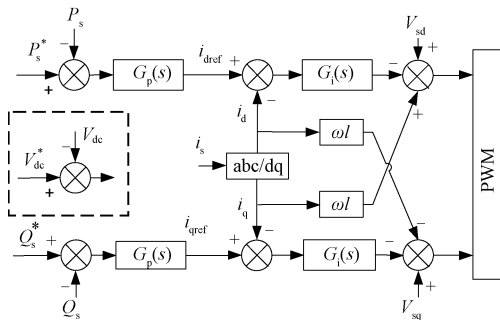 P_s V_sd
P_s^* − + G_p(s) i_dref + − G_i(s) − + +
i_d ωl
V_dc − V_dc^* + i_s abc/dq PWM
i_q ωl
Q_s^* + − G_p(s) i_qref + − G_i(s) − − +
Q_s V_sq